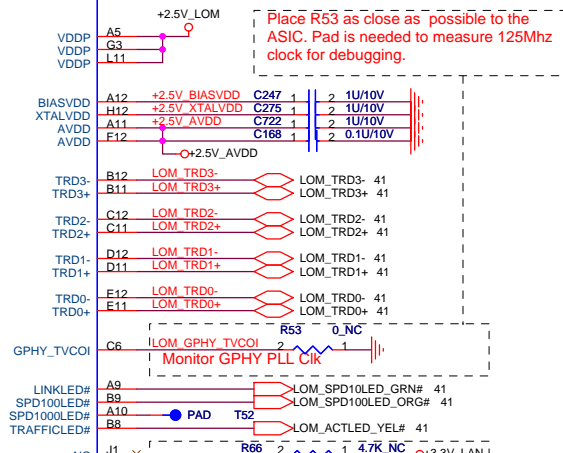 +2.5V_LOM
Place R53 as close as possible to the
ASIC. Pad is needed to measure 125Mhz
clock for debugging.
VDDP A5
VDDP G3
VDDP L11
BIASVDD A12 +2.5V_BIASVDD C247 1 2 1U/10V
XTALVDD H12 +2.5V_XTALVDD C275 1 2 1U/10V
AVDD A11 +2.5V_AVDD C722 1 2 1U/10V
AVDD F12 C168 1 2 0.1U/10V
+2.5V_AVDD
TRD3- B12 LOM_TRD3- LOM_TRD3- 41
TRD3+ B11 LOM_TRD3+ LOM_TRD3+ 41
TRD2- C12 LOM_TRD2- LOM_TRD2- 41
TRD2+ C11 LOM_TRD2+ LOM_TRD2+ 41
TRD1- D12 LOM_TRD1- LOM_TRD1- 41
TRD1+ D11 LOM_TRD1+ LOM_TRD1+ 41
TRD0- E12 LOM_TRD0- LOM_TRD0- 41
TRD0+ E11 LOM_TRD0+ LOM_TRD0+ 41
R53 0_NC
GPHY_TVCOI C6 LOM_GPHY_TVCOI 2 1
Monitor GPHY PLL Clk
LINKLED# A9 LOM_SPD10LED_GRN# 41
SPD100LED# B9 LOM_SPD100LED_ORG# 41
SPD1000LED# A10 PAD T52
TRAFFICLED# B8 LOM_ACTLED_YEL# 41
J1 R66 2 1 4.7K_NC +3.3V_LAN